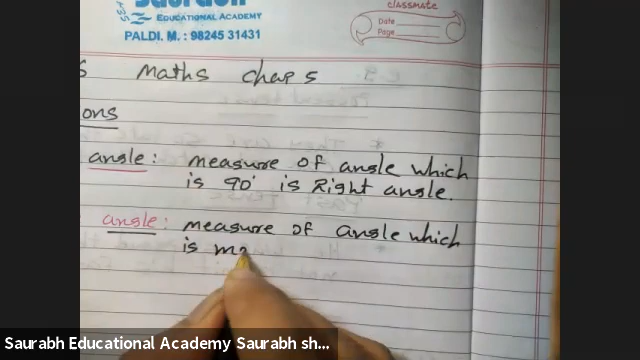 Saurabh
EDUCATIONAL ACADEMY
PALDI. M. : 98245 31431
CLASSMATE
Date
Page
Maths chap 5
ons
angle: measure of angle which
is 90° is Right angle.
angle: measure of angle which
is m
Saurabh Educational Academy Saurabh sh...